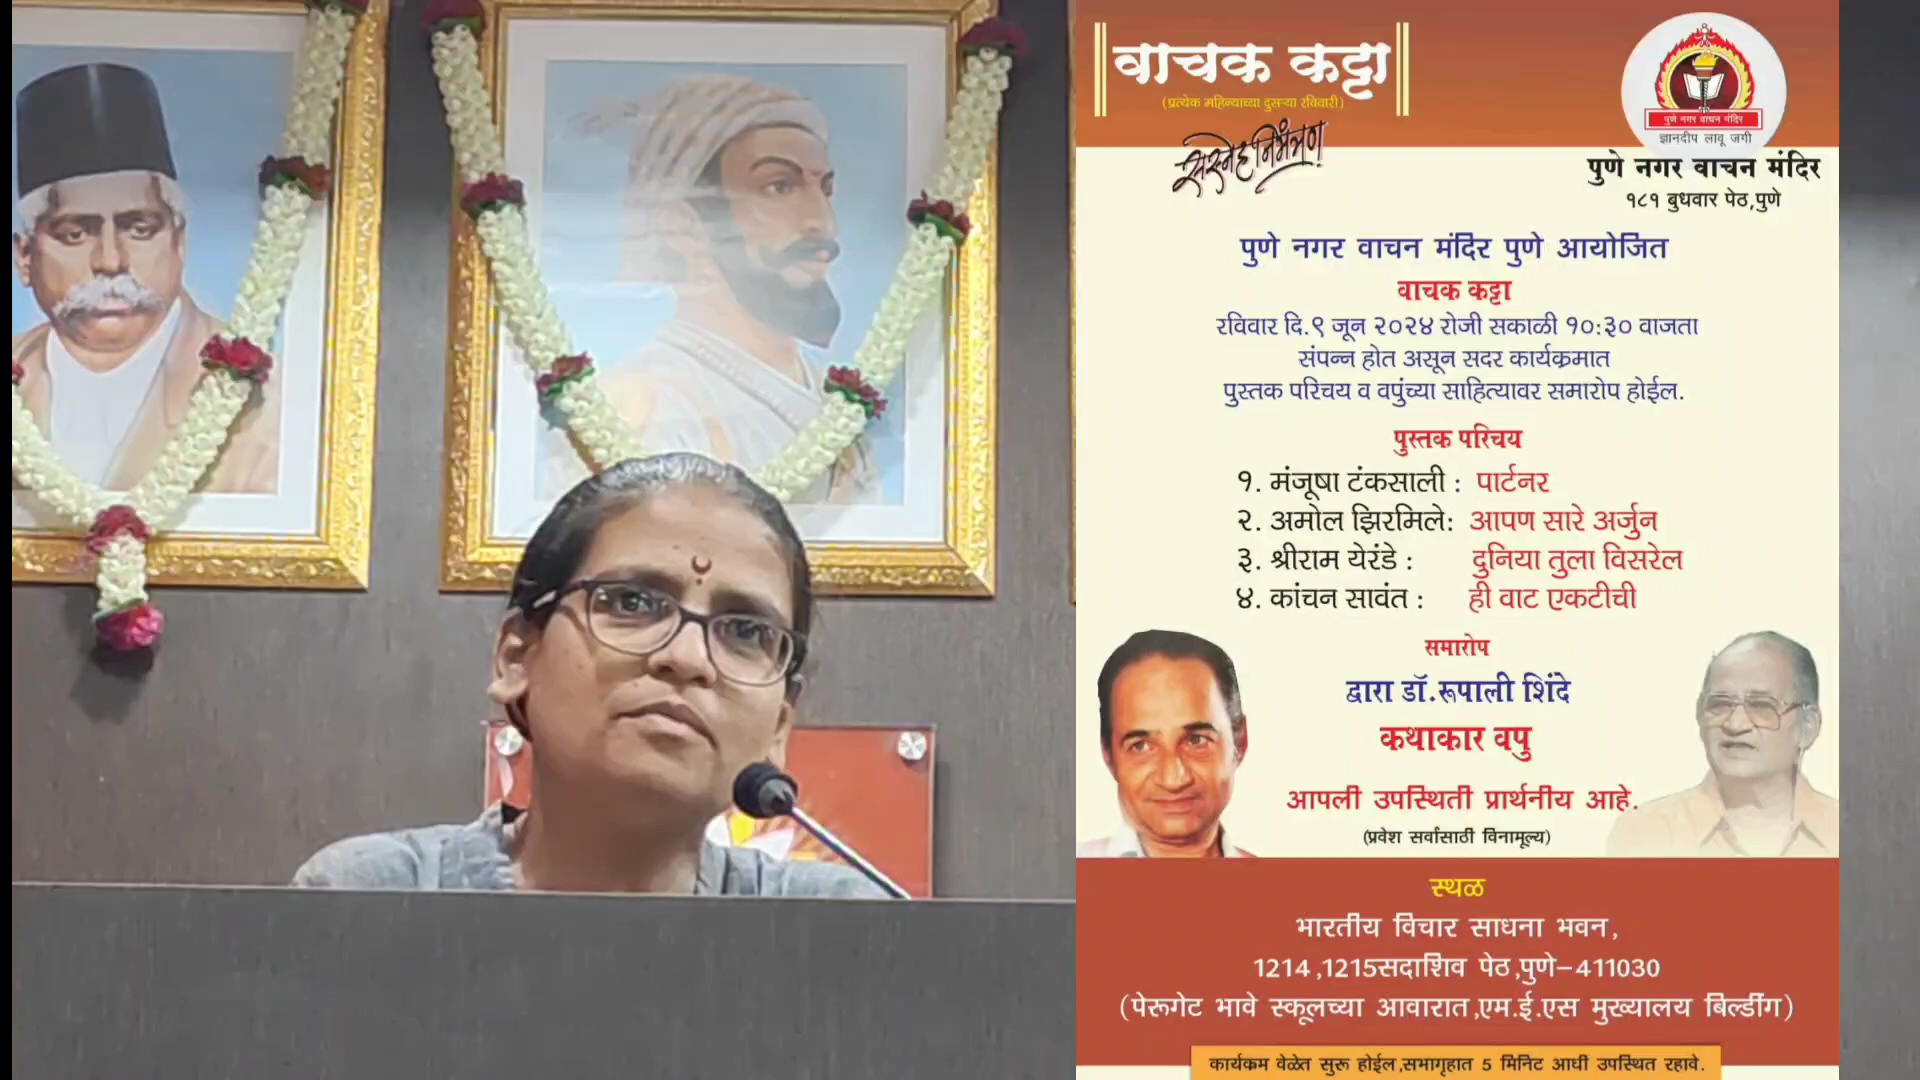 वाचक कट्टा
(प्रत्येक महिन्याच्या दुसऱ्या रविवारी)
सस्नेह निमंत्रण
पुणे नगर वाचन मंदिर
ज्ञानदीप लावू जगी
पुणे नगर वाचन मंदिर
१८१ बुधवार पेठ,पुणे
पुणे नगर वाचन मंदिर पुणे आयोजित
वाचक कट्टा
रविवार दि.९ जून २०२४ रोजी सकाळी १०:३० वाजता
संपन्न होत असून सदर कार्यक्रमात
पुस्तक परिचय व वपुंच्या साहित्यावर समारोप होईल.
पुस्तक परिचय
१. मंजूषा टंकसाली : पार्टनर
२. अमोल झिरमिले: आपण सारे अर्जुन
३. श्रीराम येरंडे : दुनिया तुला विसरेल
४. कांचन सावंत : ही वाट एकटीची
समारोप
द्वारा डॉ.रूपाली शिंदे
कथाकार वपु
आपली उपस्थिती प्रार्थनीय आहे.
(प्रवेश सर्वांसाठी विनामूल्य)
स्थळ
भारतीय विचार साधना भवन,
1214,1215सदाशिव पेठ,पुणे-411030
(पेरूगेट भावे स्कूलच्या आवारात,एम.ई.एस मुख्यालय बिल्डींग)
कार्यक्रम वेळेत सुरू होईल,सभागृहात 5 मिनिट आधी उपस्थित रहावे.